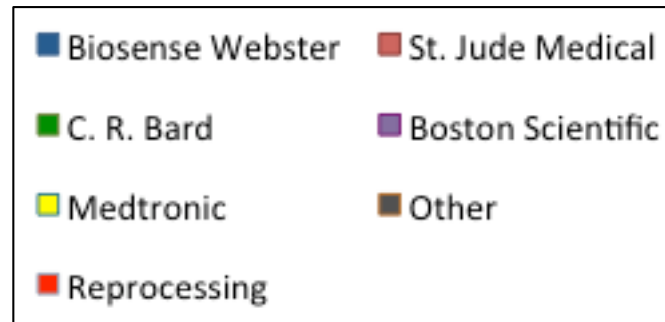 Biosense Webster St. Jude Medical
C. R. Bard Boston Scientific
Medtronic Other
Reprocessing